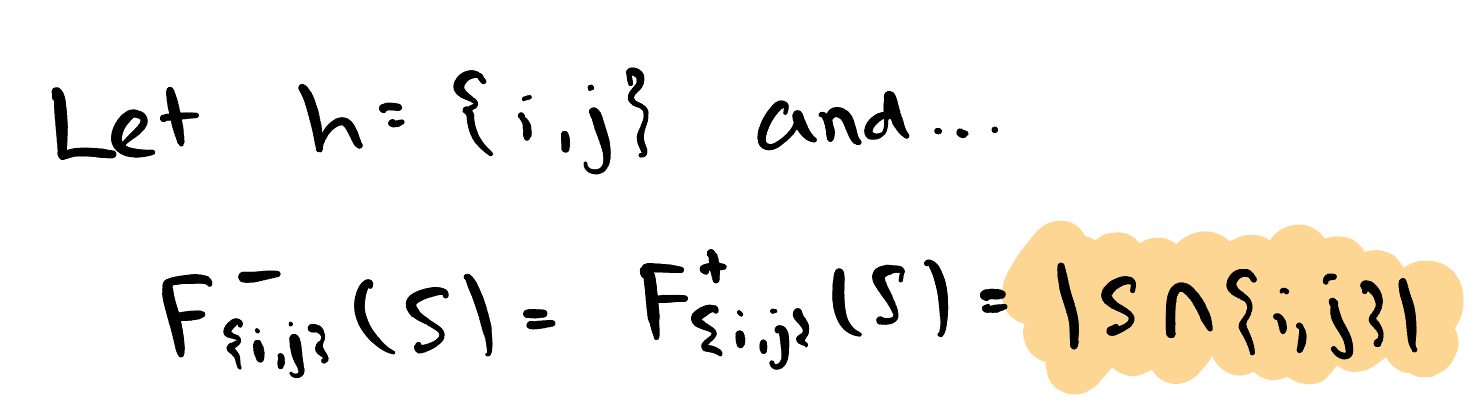 Let h = {i,j} and...
F⁻_{i,j}(S) = F⁺_{i,j}(S) = |S∩{i,j}|